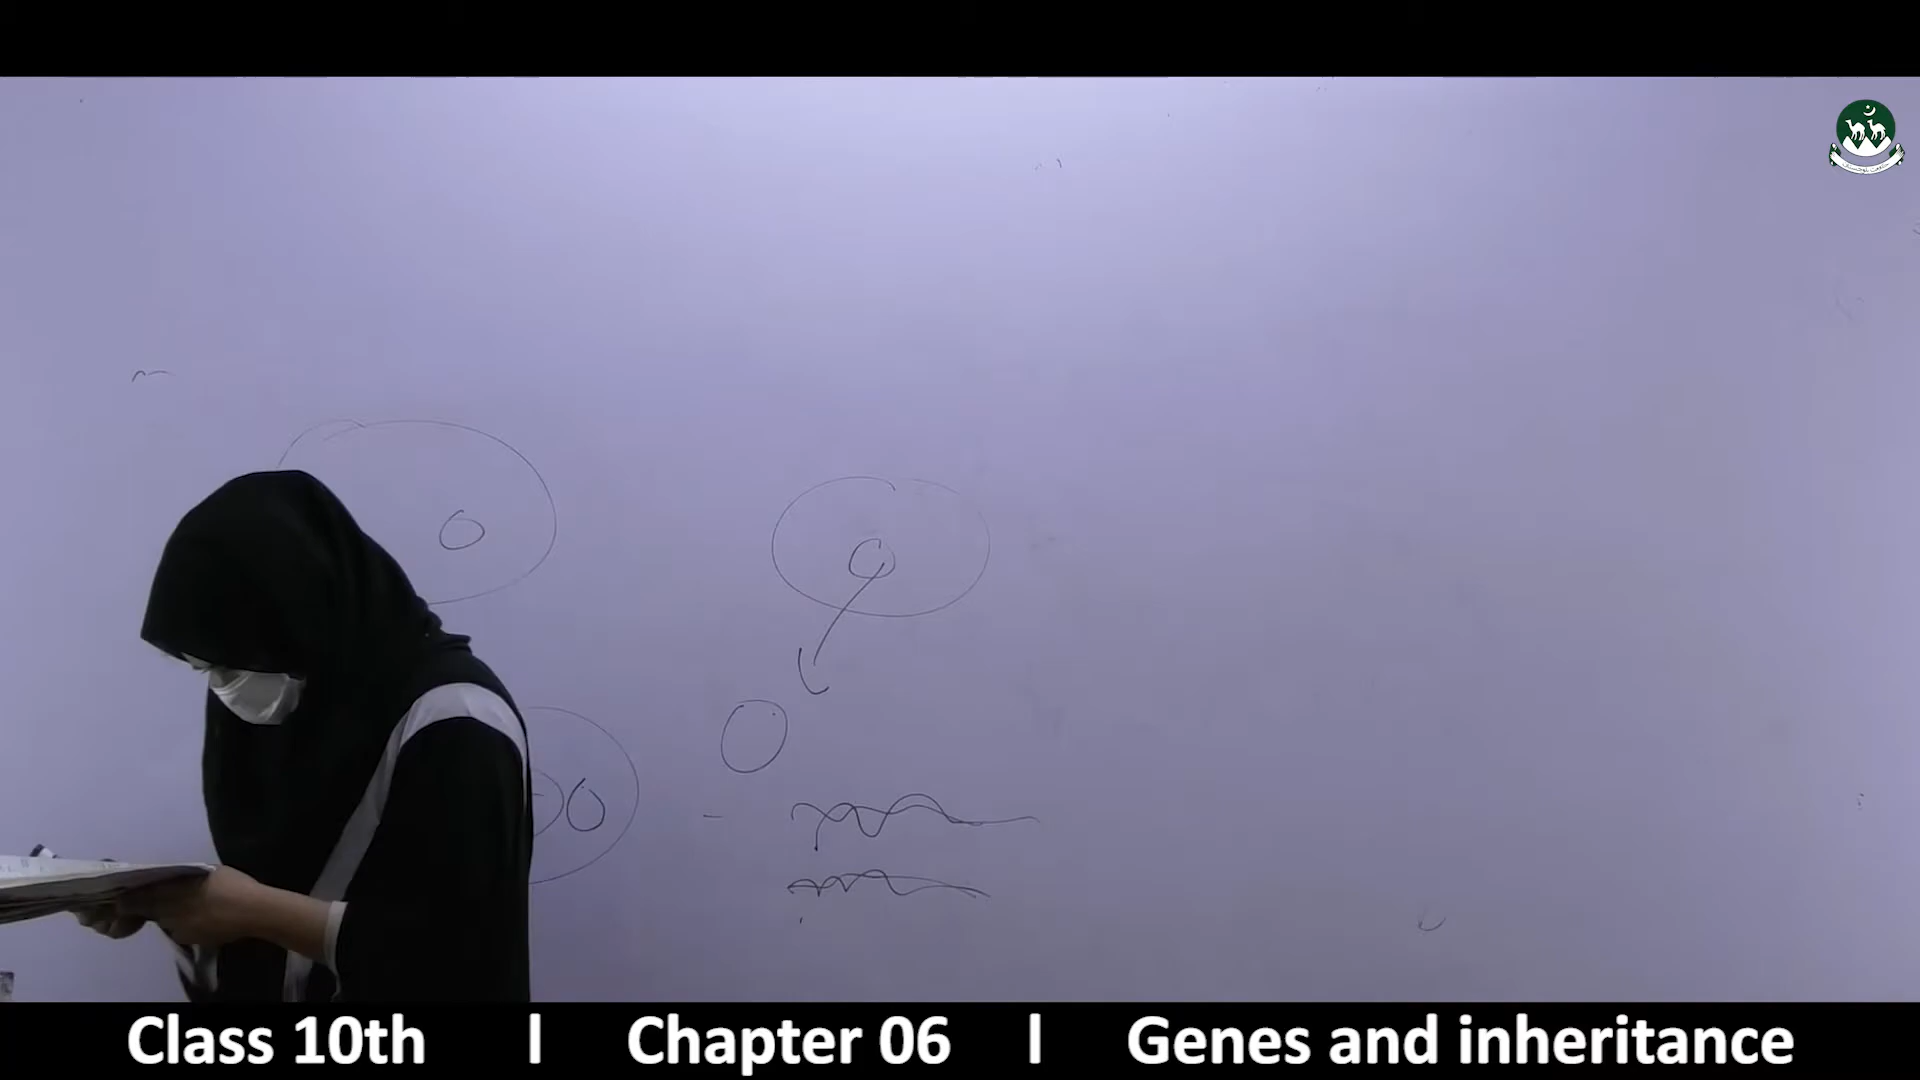 Class 10th l Chapter 06 l Genes and inheritance